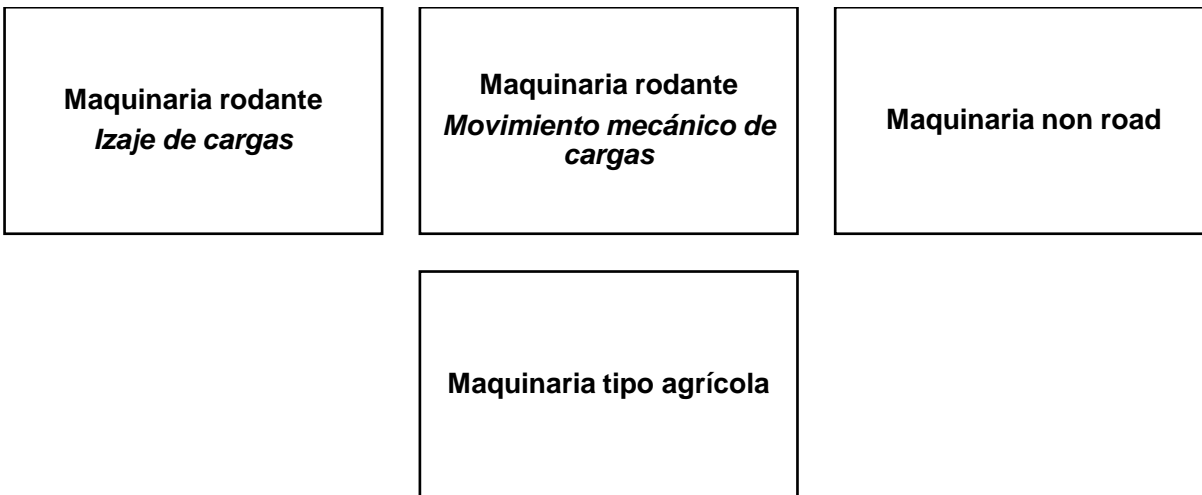 Maquinaria rodante
Izaje de cargas
Maquinaria rodante
Movimiento mecánico de
cargas
Maquinaria non road
Maquinaria tipo agrícola